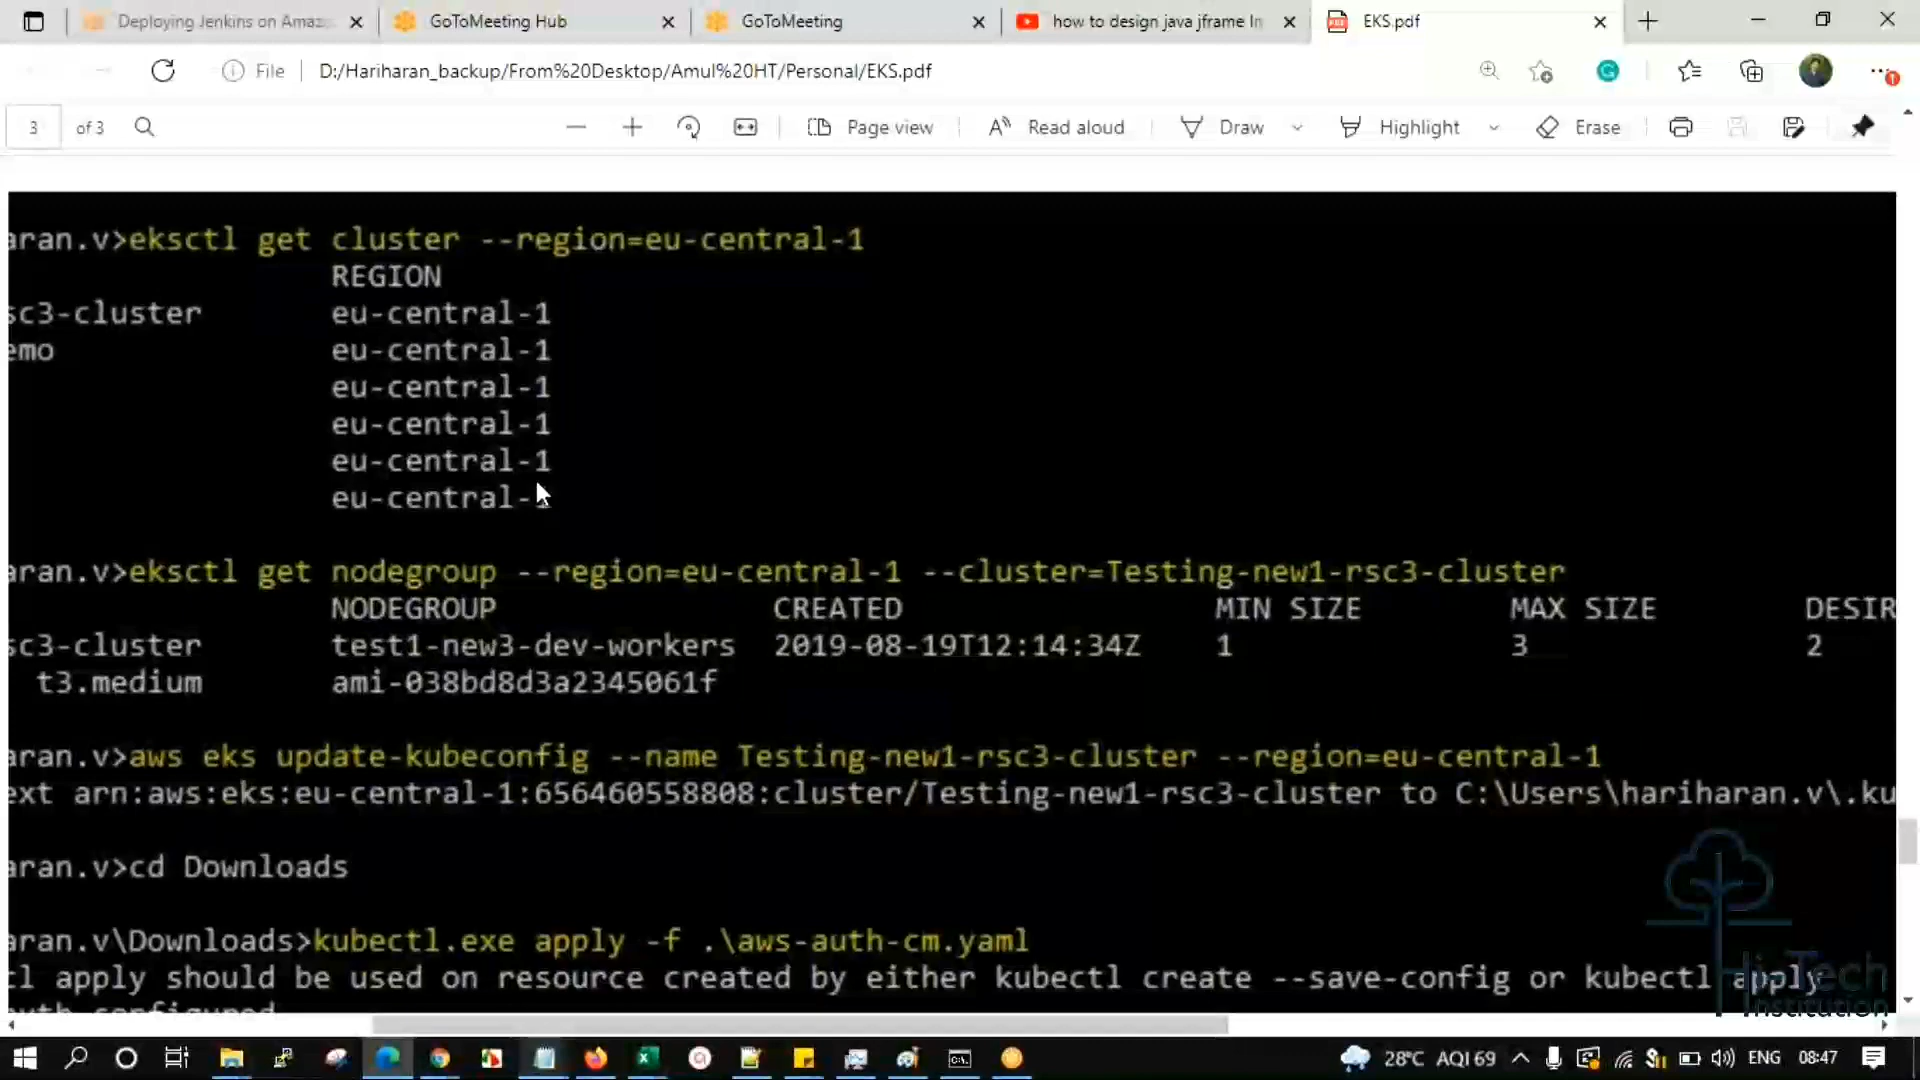 Deploying Jenkins on Amaz
GoToMeeting Hub
GoToMeeting
how to design java jframe In
EKS.pdf
File
D:/Hariharan_backup/From%20Desktop/Amul%20HT/Personal/EKS.pdf
3 of 3
Page view
Read aloud
Draw
Highlight
Erase
aran.v>eksctl get cluster --region=eu-central-1
REGION
sc3-cluster eu-central-1
emo eu-central-1
eu-central-1
eu-central-1
eu-central-1
eu-central-
aran.v>eksctl get nodegroup --region=eu-central-1 --cluster=Testing-new1-rsc3-cluster
NODEGROUP CREATED MIN SIZE MAX SIZE DESIR
sc3-cluster test1-new3-dev-workers 2019-08-19T12:14:34Z 1 3 2
t3.medium ami-038bd8d3a2345061f
aran.v>aws eks update-kubeconfig --name Testing-new1-rsc3-cluster --region=eu-central-1
ext arn:aws:eks:eu-central-1:656460558808:cluster/Testing-new1-rsc3-cluster to C:\Users\hariharan.v\.ku
aran.v>cd Downloads
aran.v\Downloads>kubectl.exe apply -f .\aws-auth-cm.yaml
tl apply should be used on resource created by either kubectl create --save-config or kubectl apply
auth configured
Hi-Tech
Institution
28°C AQI 69
ENG
08:47